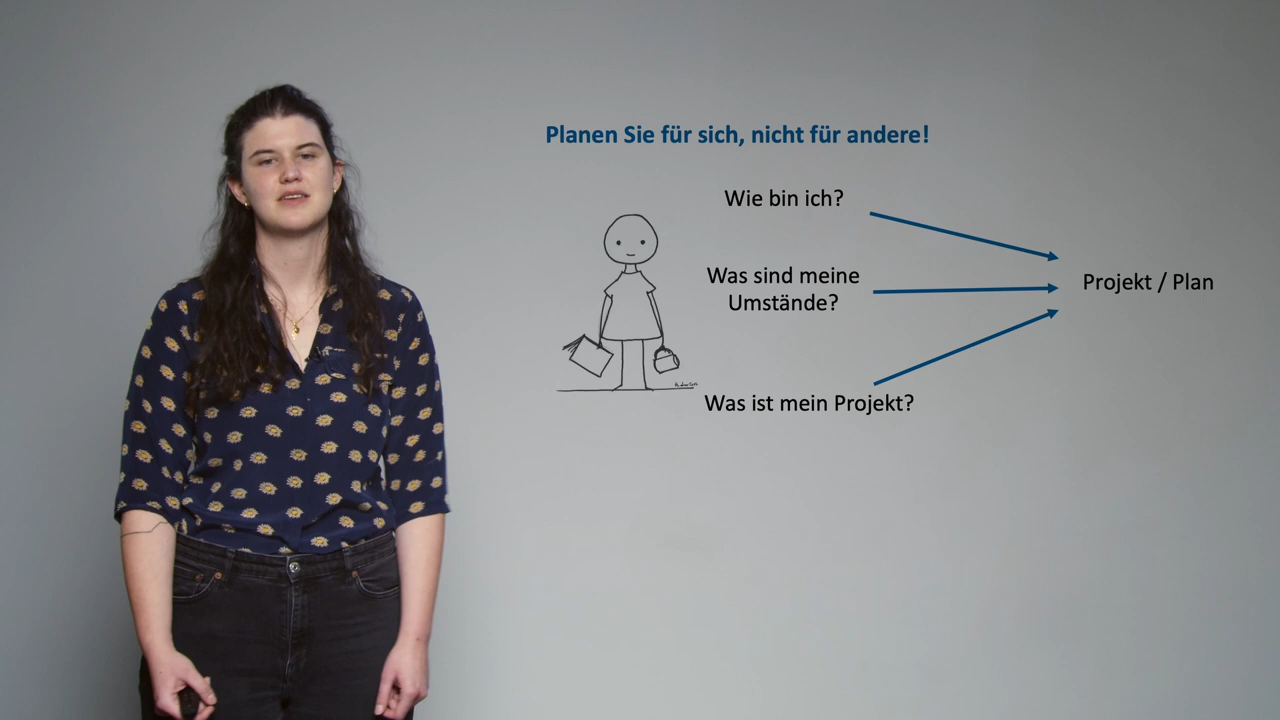 Planen Sie für sich, nicht für andere!
Wie bin ich?
Was sind meine
Umstände?
Projekt / Plan
Was ist mein Projekt?